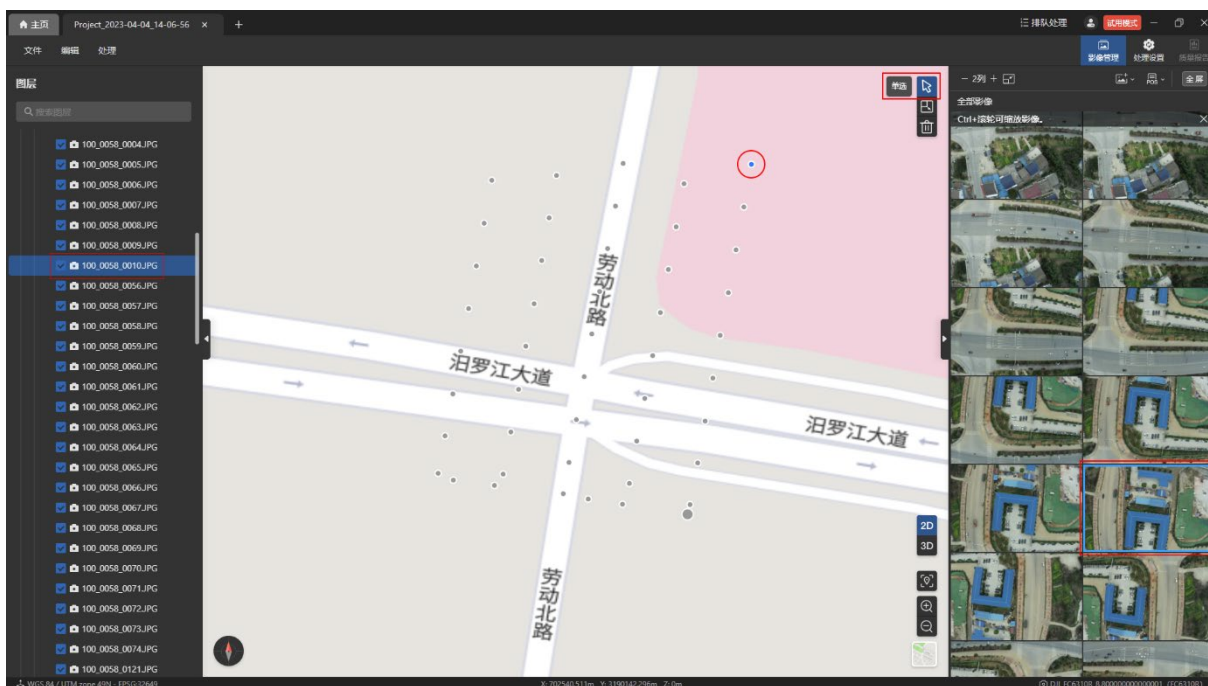 主页
Project_2023-04-04_14-06-56
排队处理
试用模式
文件
编辑
处理
影像管理
处理设置
质量报告
图层
搜索图层
单选
2列
POS
全屏
全部影像
Ctrl+滚轮可缩放影像。
100_0058_0004.JPG
100_0058_0005.JPG
100_0058_0006.JPG
100_0058_0007.JPG
100_0058_0008.JPG
100_0058_0009.JPG
100_0058_0010.JPG
100_0058_0056.JPG
100_0058_0057.JPG
100_0058_0058.JPG
100_0058_0059.JPG
100_0058_0060.JPG
100_0058_0061.JPG
100_0058_0062.JPG
100_0058_0063.JPG
100_0058_0064.JPG
100_0058_0065.JPG
100_0058_0066.JPG
100_0058_0067.JPG
100_0058_0068.JPG
100_0058_0069.JPG
100_0058_0070.JPG
100_0058_0071.JPG
100_0058_0072.JPG
100_0058_0073.JPG
100_0058_0074.JPG
100_0058_0121.JPG
劳动北路
汨罗江大道
汨罗江大道
劳动北路
2D
3D
WGS 84 / UTM zone 49N - EPSG:32649
X: 702540.511m Y: 3190142.296m Z: 0m
DJI_FC6310R_8.800000000000001 (FC6310R)